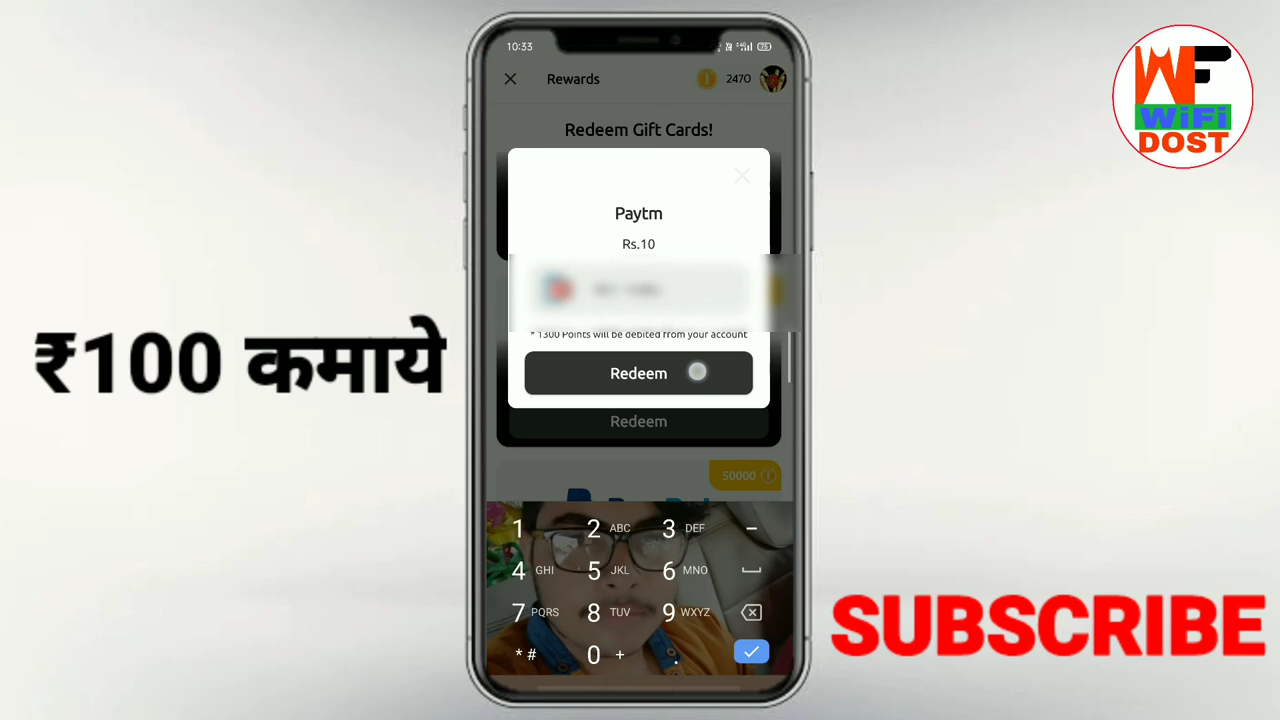 10:33
Rewards
2470
Redeem Gift Cards!
Paytm
Rs.10
* 1300 Points will be debited from your account
Redeem
Redeem
50000
1 2 ABC 3 DEF -
4 GHI 5 JKL 6 MNO
7 PQRS 8 TUV 9 WXYZ
* # 0 + .
₹100 कमाये
WF
WiFi
DOST
SUBSCRIBE